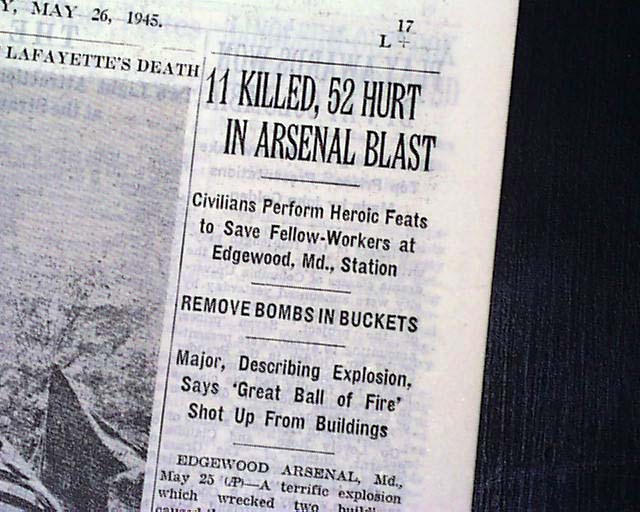 Y, MAY 26, 1945.
17
L +
LAFAYETTE'S DEATH
11 KILLED, 52 HURT
IN ARSENAL BLAST
Civilians Perform Heroic Feats
to Save Fellow-Workers at
Edgewood, Md., Station
REMOVE BOMBS IN BUCKETS
Major, Describing Explosion,
Says 'Great Ball of Fire'
Shot Up From Buildings
EDGEWOOD ARSENAL, Md.,
May 25 (AP)—A terrific explosion
which wrecked two